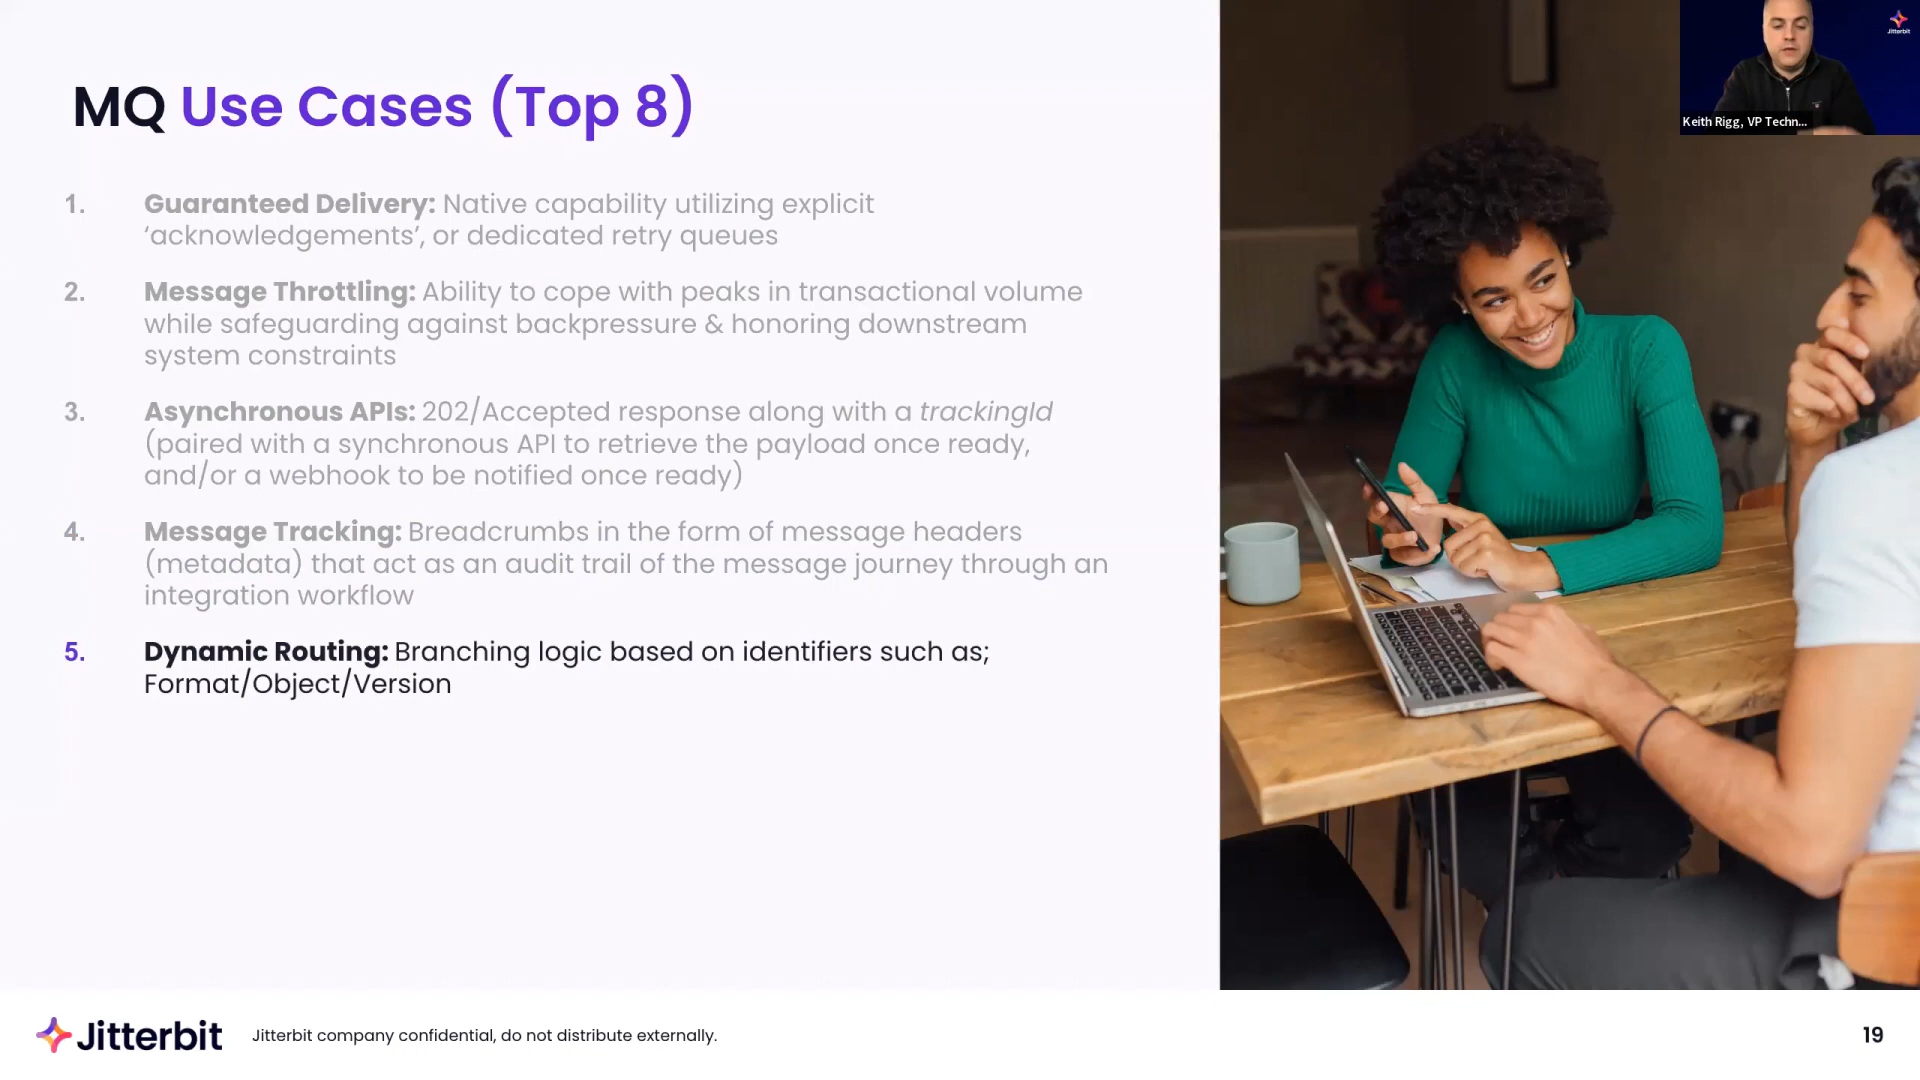 Jitterbit
Keith Rigg, VP Techn...
MQ Use Cases (Top 8)
1. Guaranteed Delivery: Native capability utilizing explicit
‘acknowledgements’, or dedicated retry queues
2. Message Throttling: Ability to cope with peaks in transactional volume
while safeguarding against backpressure & honoring downstream
system constraints
3. Asynchronous APIs: 202/Accepted response along with a trackingId
(paired with a synchronous API to retrieve the payload once ready,
and/or a webhook to be notified once ready)
4. Message Tracking: Breadcrumbs in the form of message headers
(metadata) that act as an audit trail of the message journey through an
integration workflow
5. Dynamic Routing: Branching logic based on identifiers such as;
Format/Object/Version
Jitterbit
Jitterbit company confidential, do not distribute externally.
19